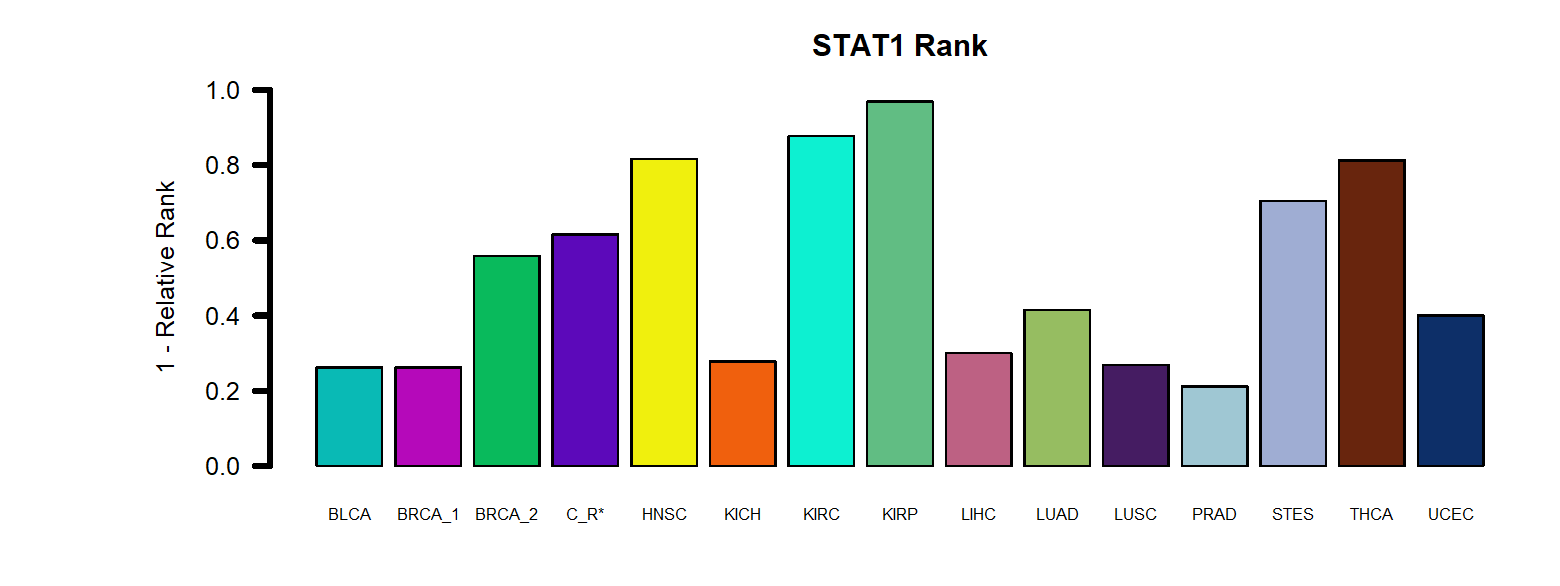 STAT1 Rank
1 - Relative Rank
1.0
0.8
0.6
0.4
0.2
0.0
BLCA BRCA_1 BRCA_2 C_R* HNSC KICH KIRC KIRP LIHC LUAD LUSC PRAD STES THCA UCEC